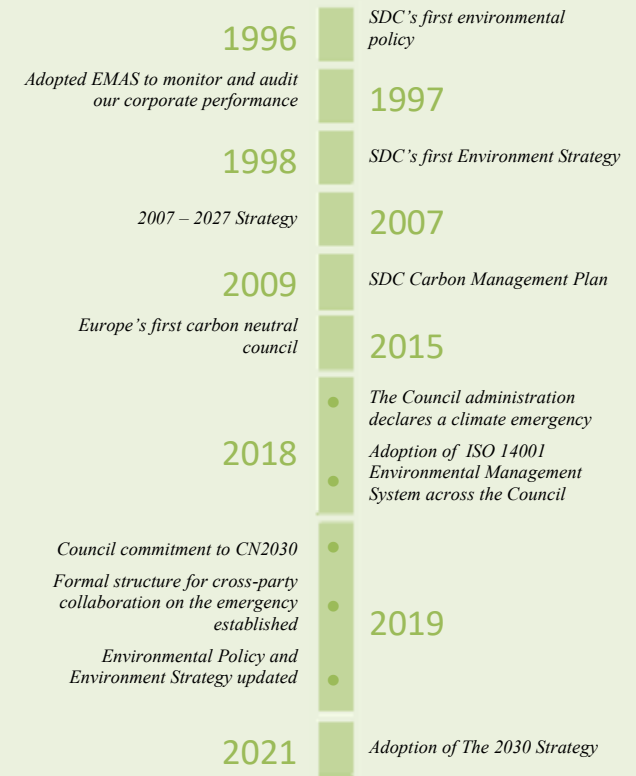 1996
SDC's first environmental
policy
Adopted EMAS to monitor and audit
our corporate performance
1997
1998
SDC's first Environment Strategy
2007 – 2027 Strategy
2007
2009
SDC Carbon Management Plan
Europe's first carbon neutral
council
2015
2018
The Council administration
declares a climate emergency
Adoption of  ISO 14001
Environmental Management
System across the Council
Council commitment to CN2030
Formal structure for cross-party
collaboration on the emergency
established
Environmental Policy and
Environment Strategy updated
2019
2021
Adoption of The 2030 Strategy